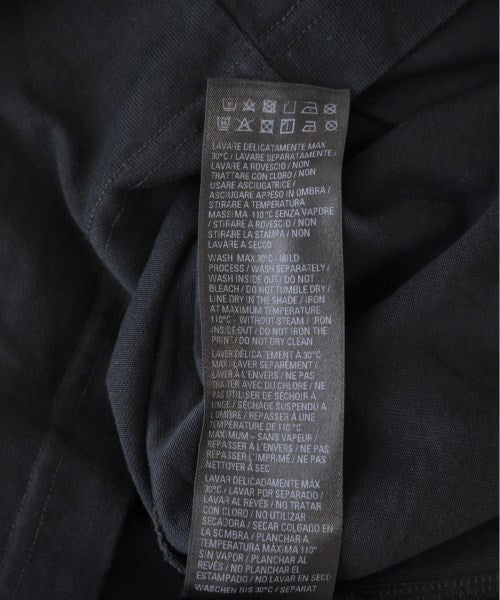 LAVARE DELICATAMENTE MAX
30°C / LAVARE SEPARATAMENTE /
LAVARE A ROVESCIO / NON
TRATTARE CON CLORO / NON
USARE ASCIUGATRICE /
ASCIUGARE APPESO IN OMBRA /
STIRARE A TEMPERATURA
MASSIMA 110°C SENZA VAPORE
/ STIRARE A ROVESCIO / NON
STIRARE LA STAMPA / NON
LAVARE A SECCO
WASH MAX 30°C - MILD
PROCESS / WASH SEPARATELY /
WASH INSIDE OUT / DO NOT
BLEACH / DO NOT TUMBLE DRY /
LINE DRY IN THE SHADE / IRON
AT MAXIMUM TEMPERATURE
110°C – WITHOUT STEAM / IRON
INSIDE OUT / DO NOT IRON THE
PRINT / DO NOT DRY CLEAN
LAVER DÉLICATEMENT À 30°C
MAX / LAVER SÉPARÉMENT /
LAVER À L'ENVERS / NE PAS
TRAITER AVEC DU CHLORE / NE
PAS UTILISER DE SÉCHOIR À
LINGE / SÉCHAGE SUSPENDU À
L'OMBRE / REPASSER À UNE
TEMPÉRATURE DE 110 °C
MAXIMUM – SANS VAPEUR /
REPASSER À L'ENVERS / NE PAS
REPASSER L'IMPRIMÉ / NE PAS
NETTOYER À SEC
LAVAR DELICADAMENTE MÁX
30°C / LAVAR POR SEPARADO /
LAVAR AL REVÉS / NO TRATAR
CON CLORO / NO UTILIZAR
SECADORA / SECAR COLGADO EN
LA SOMBRA / PLANCHAR A
TEMPERATURA MÁXIMA 110°
SIN VAPOR / PLANCHAR AL
REVÉS / NO PLANCHAR EL
ESTAMPADO / NO LAVAR EN SECO
WASCHEN BIS 30°C / SEPARAT